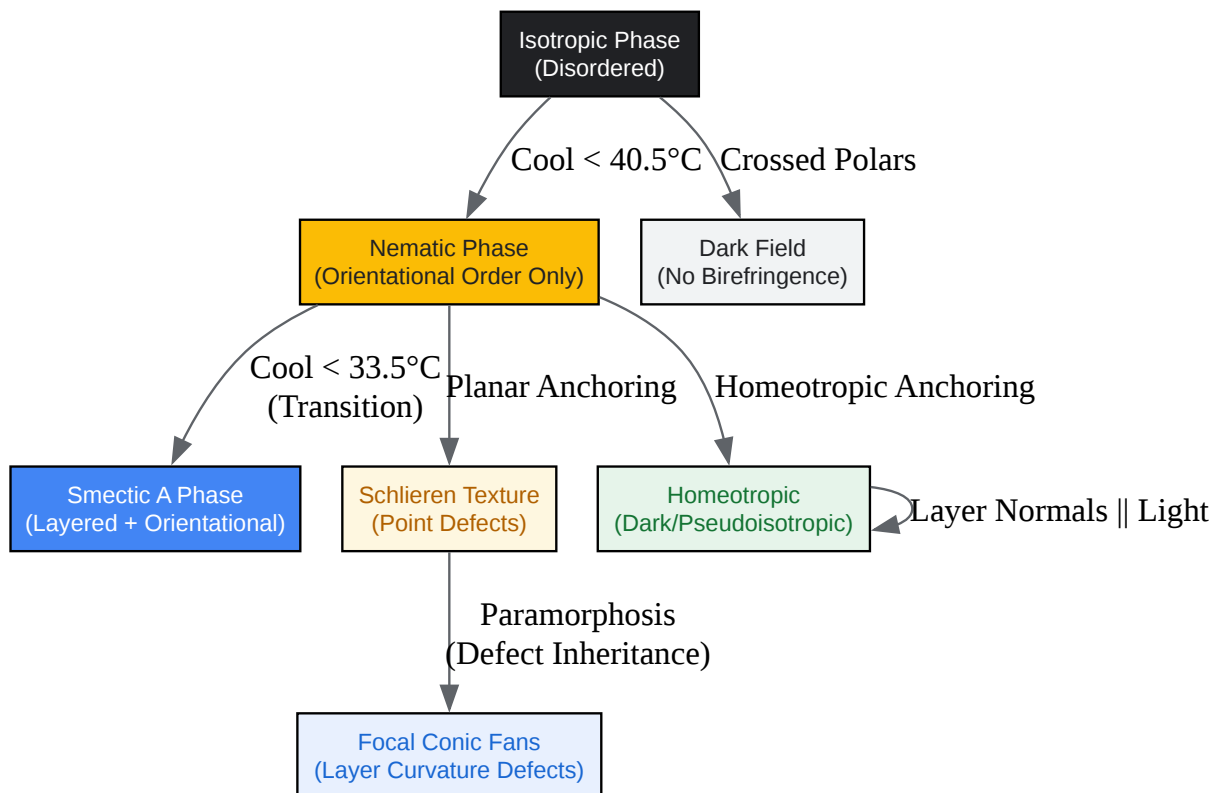 Isotropic Phase
(Disordered)
Cool < 40.5°C
Crossed Polars
Nematic Phase
(Orientational Order Only)
Dark Field
(No Birefringence)
Cool < 33.5°C
(Transition)
Planar Anchoring
Homeotropic Anchoring
Smectic A Phase
(Layered + Orientational)
Schlieren Texture
(Point Defects)
Homeotropic
(Dark/Pseudoisotropic)
Layer Normals || Light
Paramorphosis
(Defect Inheritance)
Focal Conic Fans
(Layer Curvature Defects)